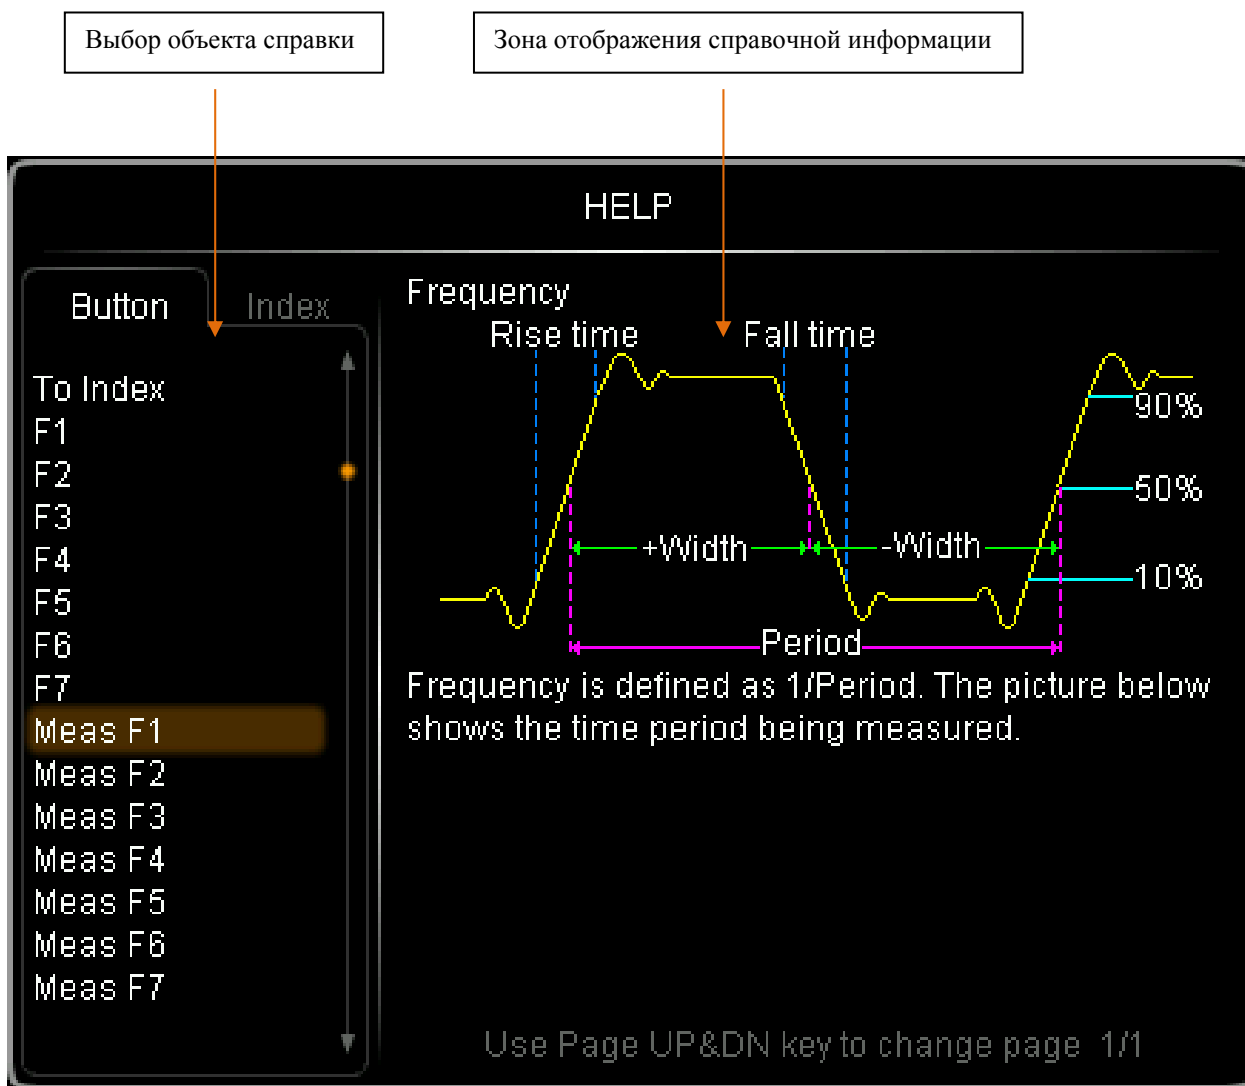 Выбор объекта справки
Зона отображения справочной информации
HELP
Button
Index
To Index
F1
F2
F3
F4
F5
F6
F7
Meas F1
Meas F2
Meas F3
Meas F4
Meas F5
Meas F6
Meas F7
Frequency
Rise time
Fall time
90%
50%
+Width
-Width
10%
Period
Frequency is defined as 1/Period. The picture below
shows the time period being measured.
Use Page UP&DN key to change page 1/1